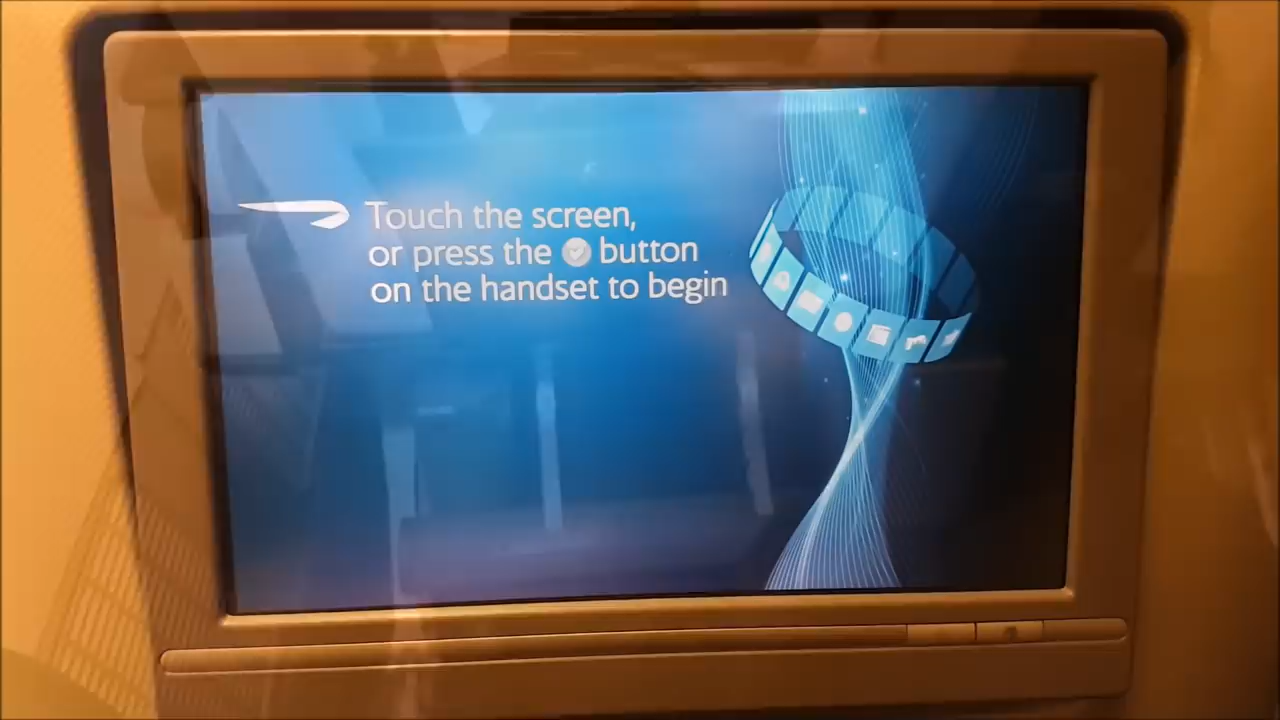 Touch the screen,
or press the button
on the handset to begin